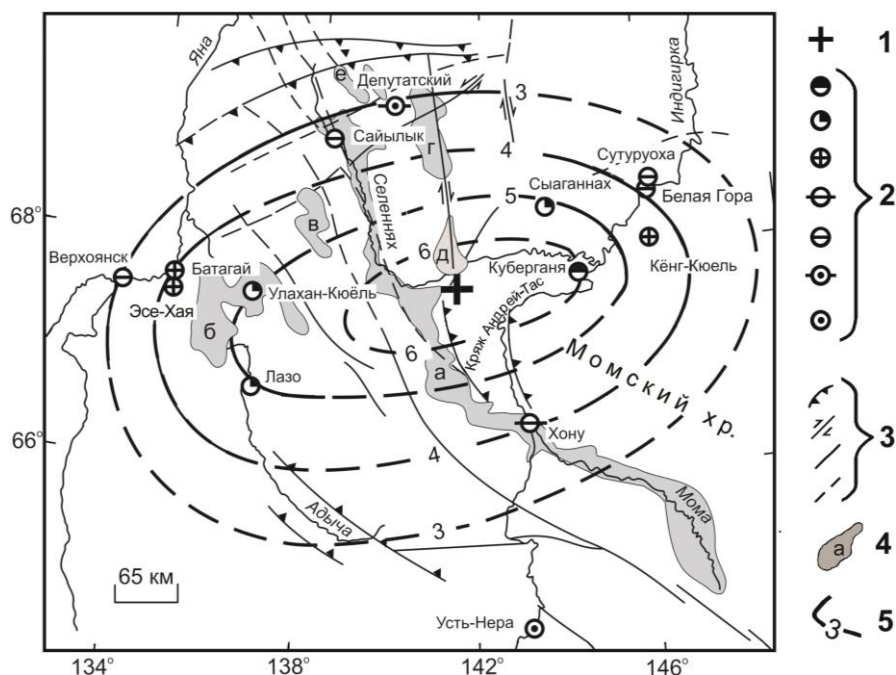 Яна
Индигирка
1
е
Депутатский
3
Сайылык
г
4
Сутуруоха
2
Селеннях
5
Сыаганнах
Белая Гора
68°
в
6
д
Верхоянск
Батагай
Куберганя
Кёнг-Кюель
Эсе-Хая
Улахан-Кюёль
Кряж Андрей-Тас
б
6
а
Момский хр.
3
Лазо
66°
Хону
4
Мома
Адыча
3
а
4
65 км
Усть-Нера
3
5
134°
138°
142°
146°